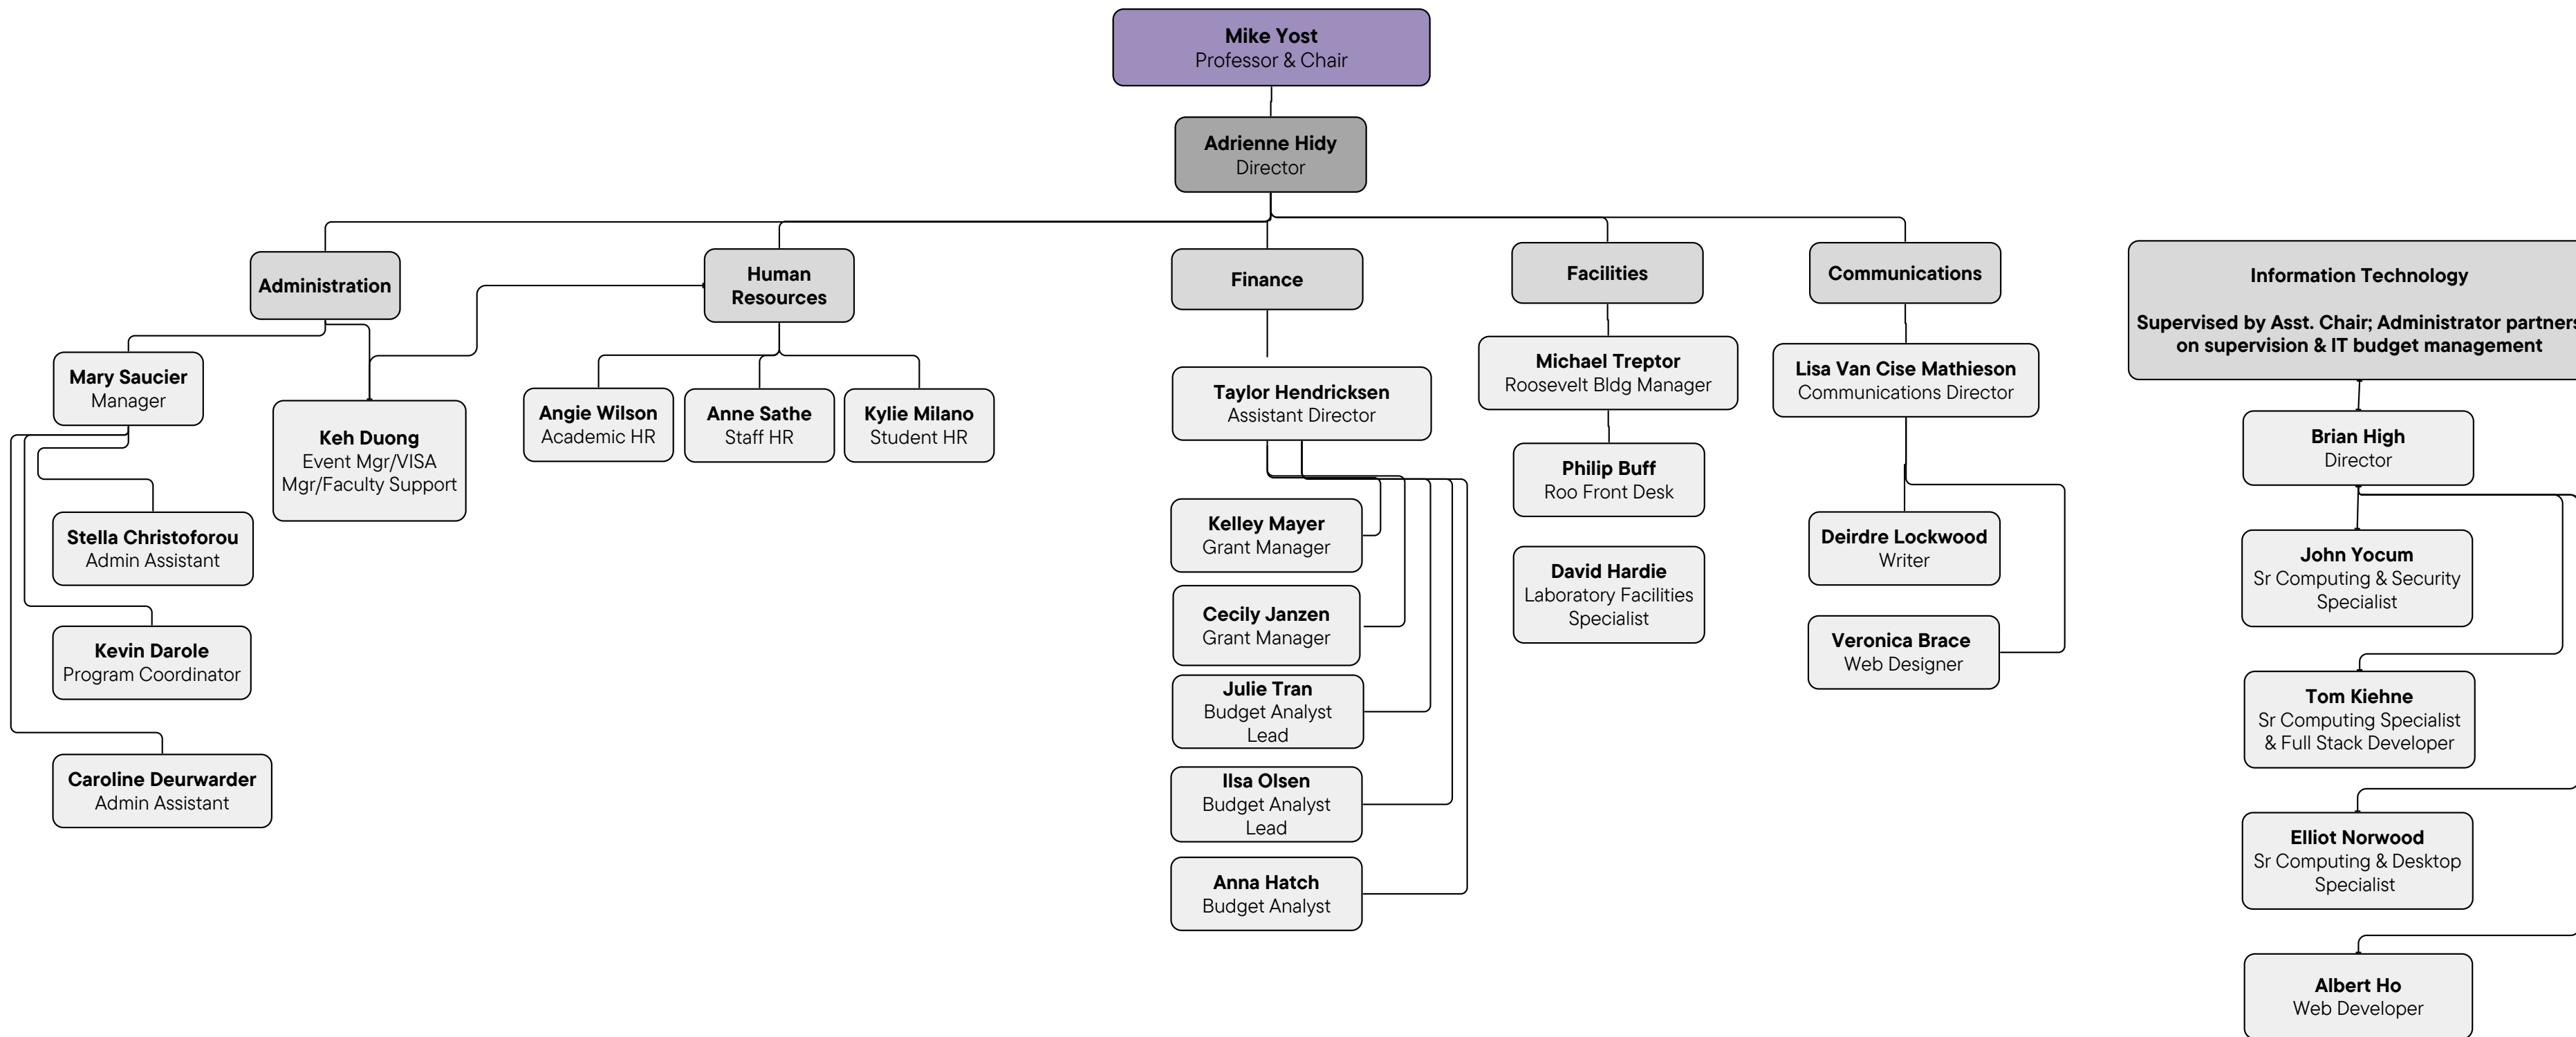 Mike Yost
Professor & Chair
Adrienne Hidy
Director
Administration
Human
Resources
Finance
Facilities
Communications
Information Technology
Supervised by Asst. Chair; Administrator partners
on supervision & IT budget management
Mary Saucier
Manager
Keh Duong
Event Mgr/VISA
Mgr/Faculty Support
Stella Christoforou
Admin Assistant
Kevin Darole
Program Coordinator
Caroline Deurwarder
Admin Assistant
Angie Wilson
Academic HR
Anne Sathe
Staff HR
Kylie Milano
Student HR
Taylor Hendricksen
Assistant Director
Kelley Mayer
Grant Manager
Cecily Janzen
Grant Manager
Julie Tran
Budget Analyst
Lead
Ilsa Olsen
Budget Analyst
Lead
Anna Hatch
Budget Analyst
Michael Treptor
Roosevelt Bldg Manager
Philip Buff
Roo Front Desk
David Hardie
Laboratory Facilities
Specialist
Lisa Van Cise Mathieson
Communications Director
Deirdre Lockwood
Writer
Veronica Brace
Web Designer
Brian High
Director
John Yocum
Sr Computing & Security
Specialist
Tom Kiehne
Sr Computing Specialist
& Full Stack Developer
Elliot Norwood
Sr Computing & Desktop
Specialist
Albert Ho
Web Developer